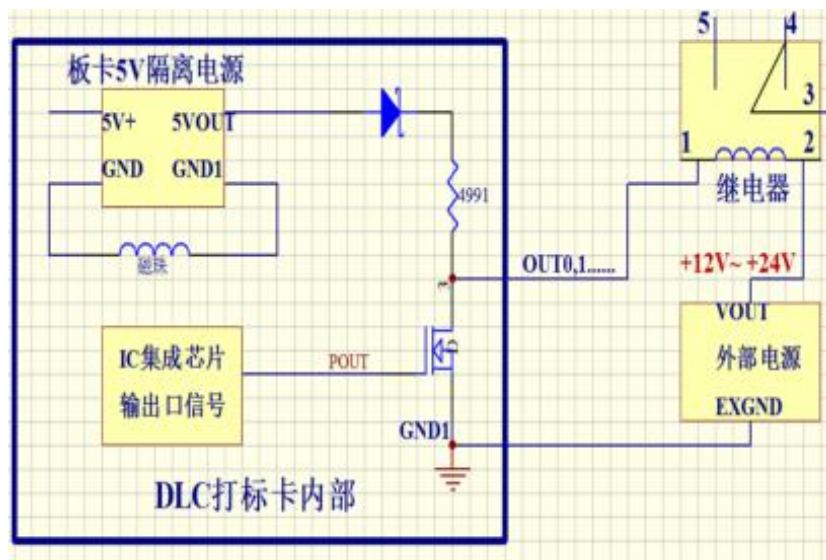 5
4
板卡5V隔离电源
5V+
5VOUT
3
GND
GND1
1
2
4991
继电器
磁珠
OUT0,1......
+12V~ +24V
3
VOUT
IC集成芯片
输出口信号
POUT
外部电源
EXGND
GND1
DLC打标卡内部